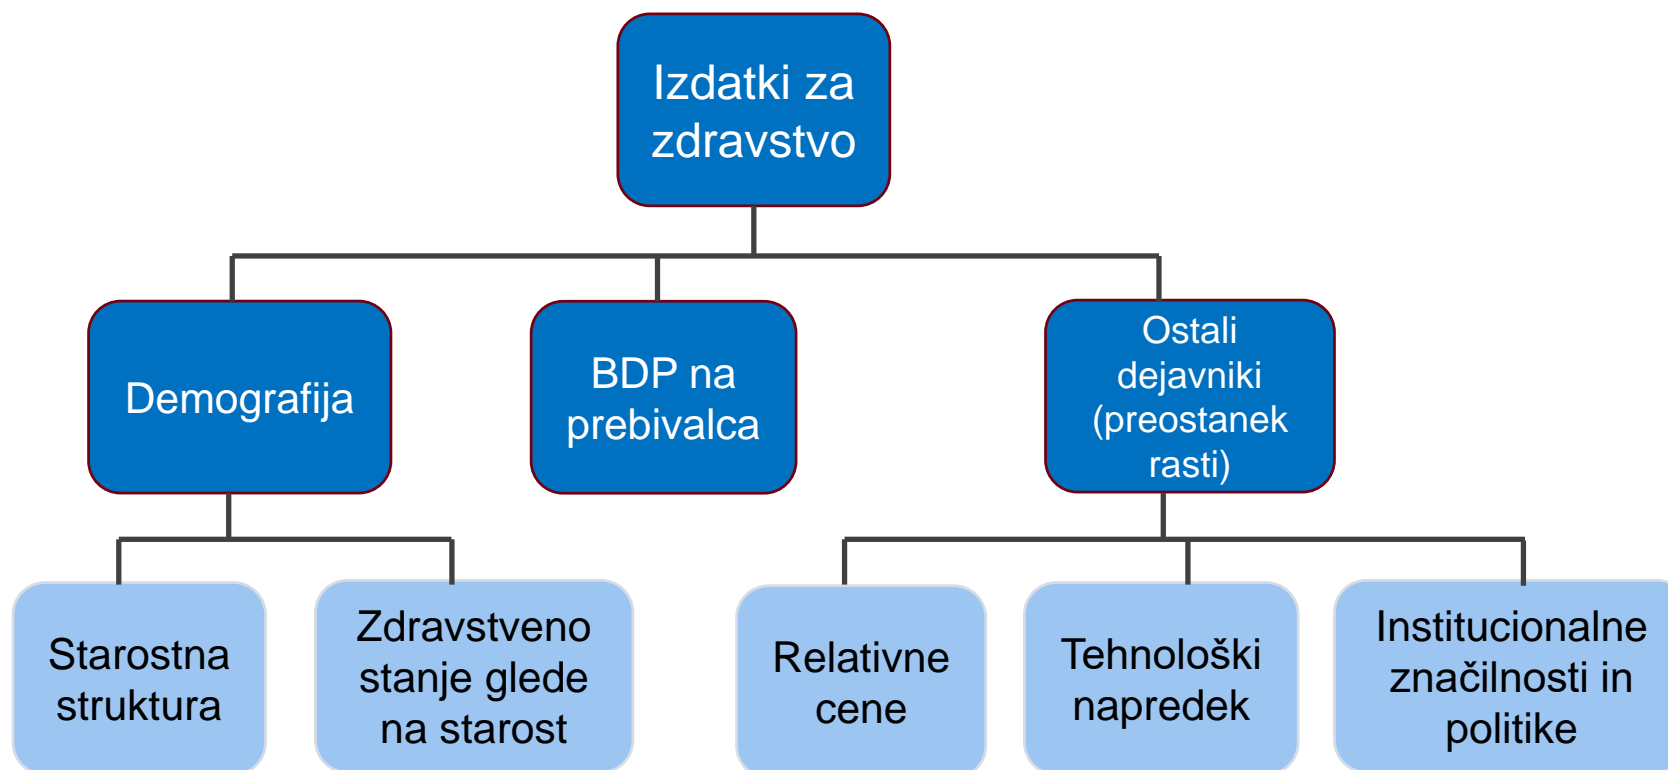 Izdatki za
zdravstvo
Demografija
BDP na
prebivalca
Ostali
dejavniki
(preostanek
rasti)
Starostna
struktura
Zdravstveno
stanje glede
na starost
Relativne
cene
Tehnološki
napredek
Institucionalne
značilnosti in
politike